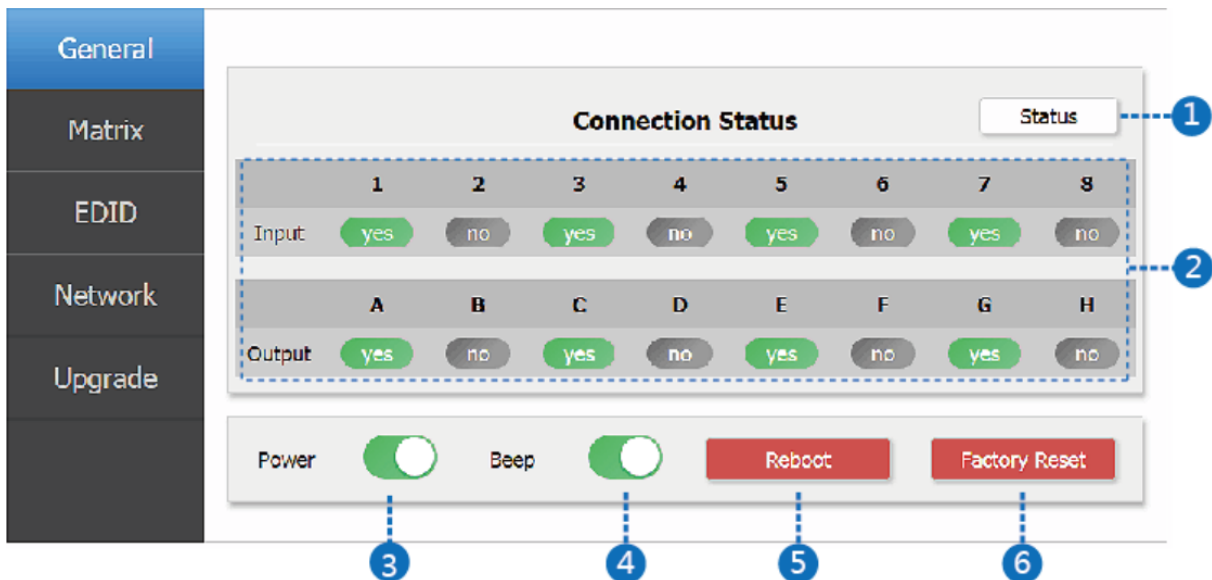 General
Matrix
EDID
Network
Upgrade
Connection Status
Status
1
1 2 3 4 5 6 7 8
Input yes no yes no yes no yes no
2
A B C D E F G H
Output yes no yes no yes no yes no
Power Beep Reboot Factory Reset
3 4 5 6